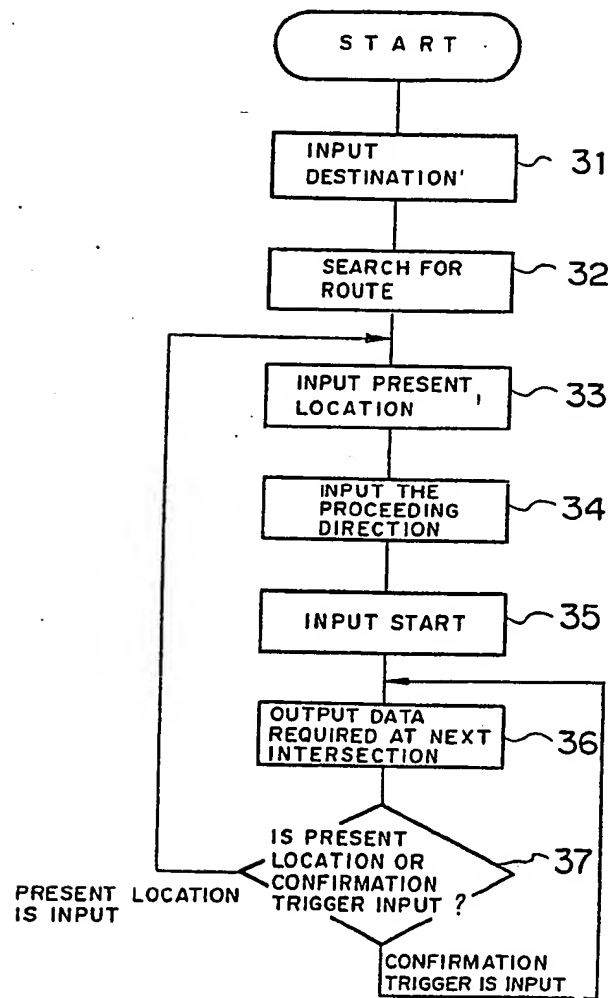 START
INPUT
DESTINATION'
31
SEARCH FOR
ROUTE
32
INPUT PRESENT,
LOCATION
33
INPUT THE
PROCEEDING
DIRECTION
34
INPUT START
35
OUTPUT DATA
REQUIRED AT NEXT
INTERSECTION
36
IS PRESENT
LOCATION OR
CONFIRMATION
TRIGGER INPUT ?
37
PRESENT LOCATION
IS INPUT
CONFIRMATION
TRIGGER IS INPUT